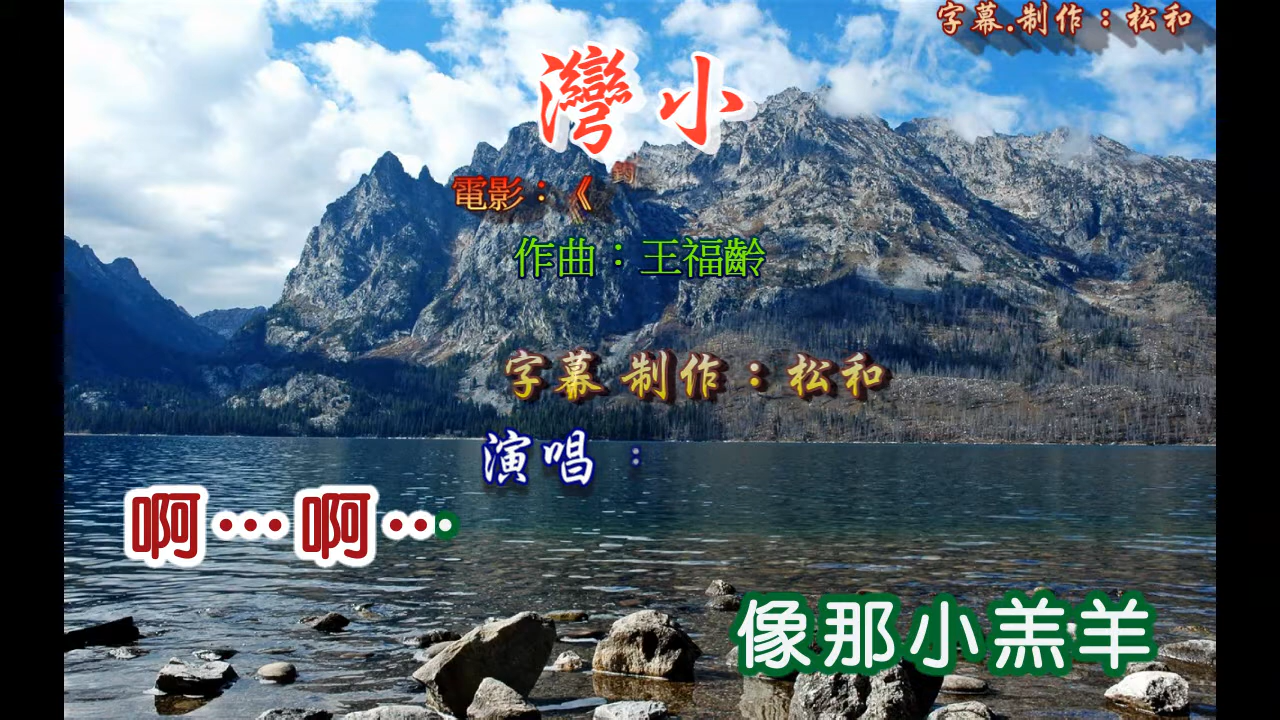 字幕.制作：松和
灣小
電影：《釣
作曲：王福齡
字幕 制作：松和
演唱：
啊…啊…
像那小羔羊